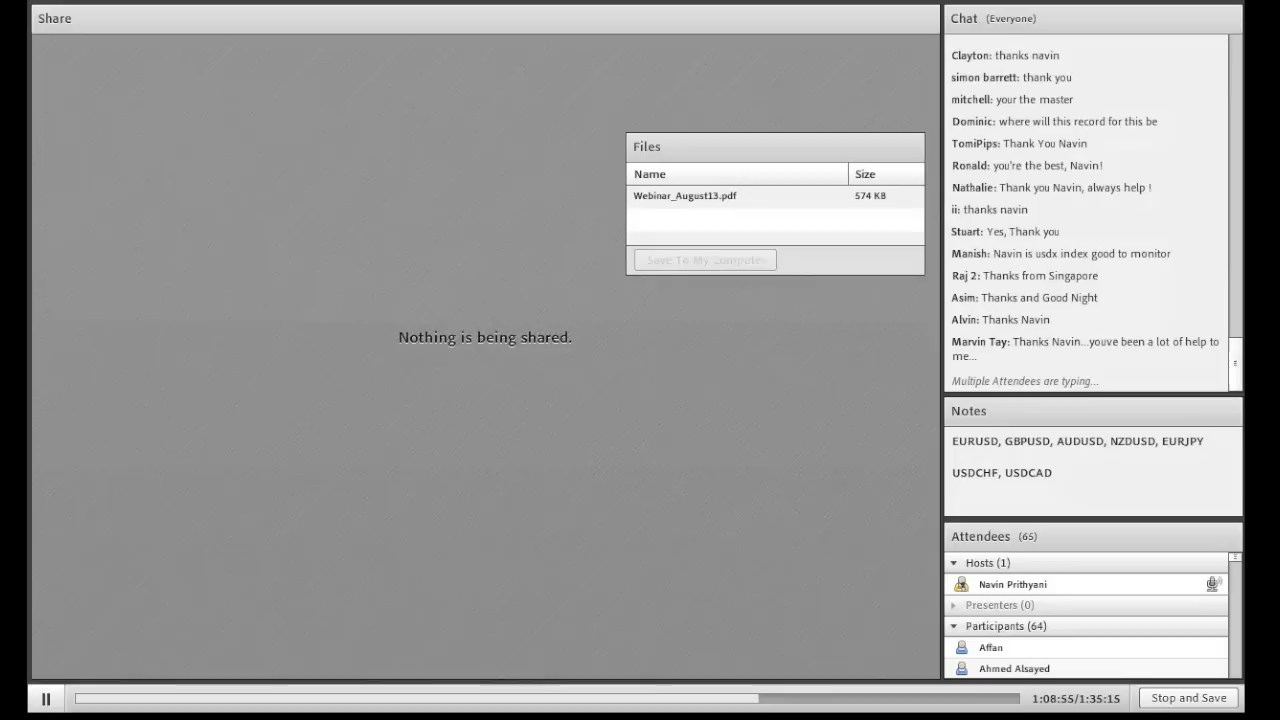 Share
Files
Name Size
Webinar_August13.pdf 574 KB
Save To My Computer
Nothing is being shared.
Chat (Everyone)
Clayton: thanks navin
simon barrett: thank you
mitchell: your the master
Dominic: where will this record for this be
TomiPips: Thank You Navin
Ronald: you're the best, Navin!
Nathalie: Thank you Navin, always help !
ii: thanks navin
Stuart: Yes, Thank you
Manish: Navin is usdx index good to monitor
Raj 2: Thanks from Singapore
Asim: Thanks and Good Night
Alvin: Thanks Navin
Marvin Tay: Thanks Navin...youve been a lot of help to
me...
Multiple Attendees are typing...
Notes
EURUSD, GBPUSD, AUDUSD, NZDUSD, EURJPY
USDCHF, USDCAD
Attendees (65)
Hosts (1)
Navin Prithyani
Presenters (0)
Participants (64)
Affan
Ahmed Alsayed
1:08:55/1:35:15
Stop and Save